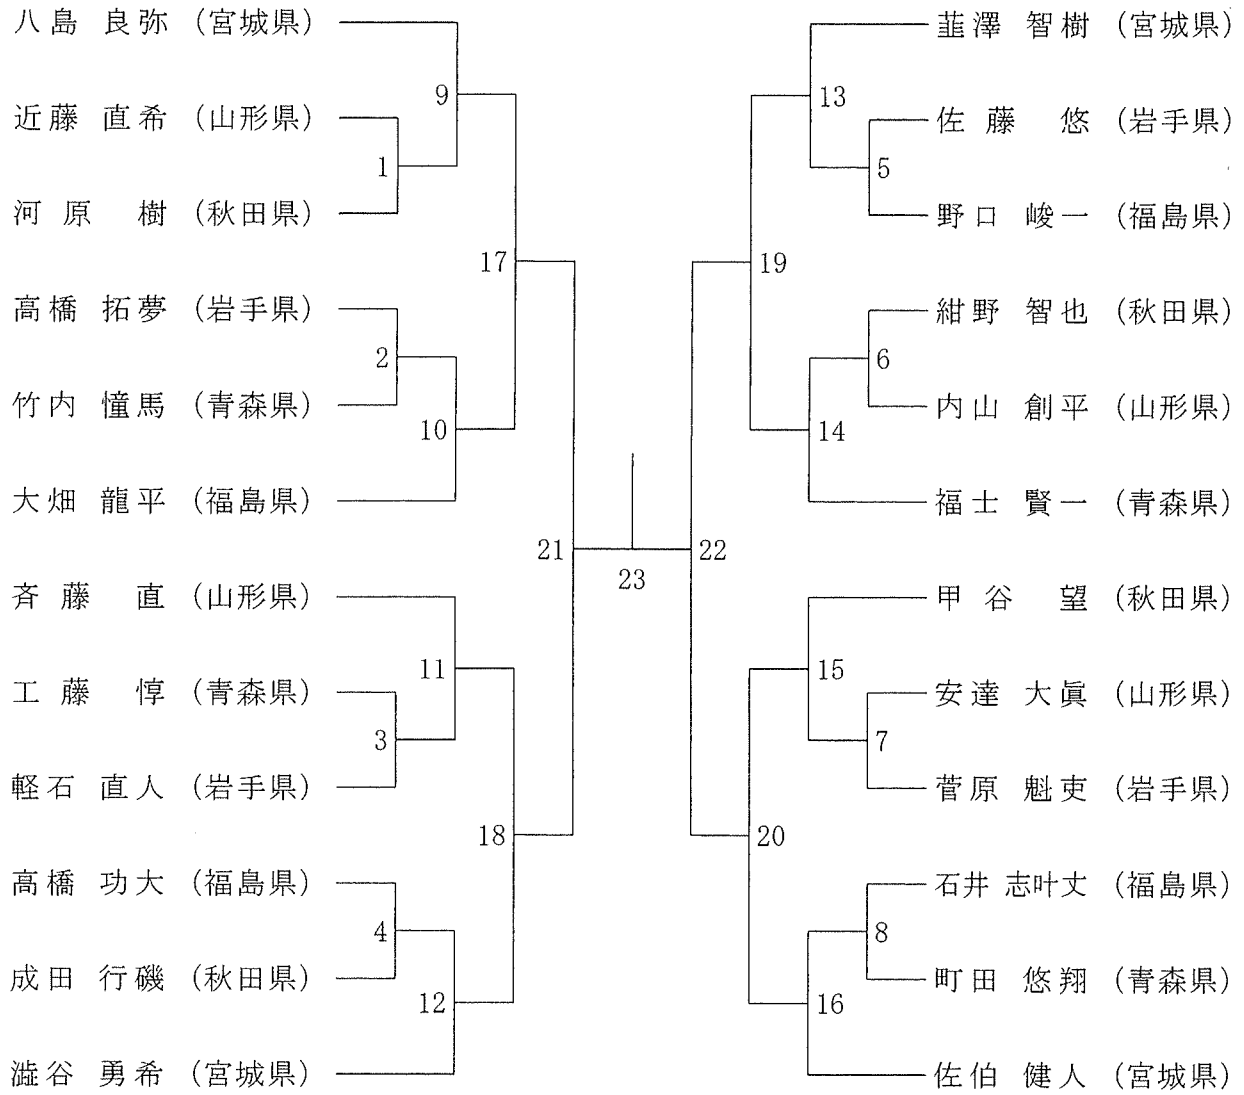 八島 良弥 (宮城県)
近藤 直希 (山形県)
河原 樹 (秋田県)
高橋 拓夢 (岩手県)
竹内 憧馬 (青森県)
大畑 龍平 (福島県)
斉藤 直 (山形県)
工藤 惇 (青森県)
軽石 直人 (岩手県)
高橋 功大 (福島県)
成田 行磯 (秋田県)
澁谷 勇希 (宮城県)
9
1
17
2
10
21
11
3
18
4
12
23
韮澤 智樹 (宮城県)
佐藤 悠 (岩手県)
野口 峻一 (福島県)
紺野 智也 (秋田県)
内山 創平 (山形県)
福士 賢一 (青森県)
甲谷 望 (秋田県)
安達 大眞 (山形県)
菅原 魁吏 (岩手県)
石井 志叶丈 (福島県)
町田 悠翔 (青森県)
佐伯 健人 (宮城県)
13
5
19
6
14
22
15
7
20
8
16